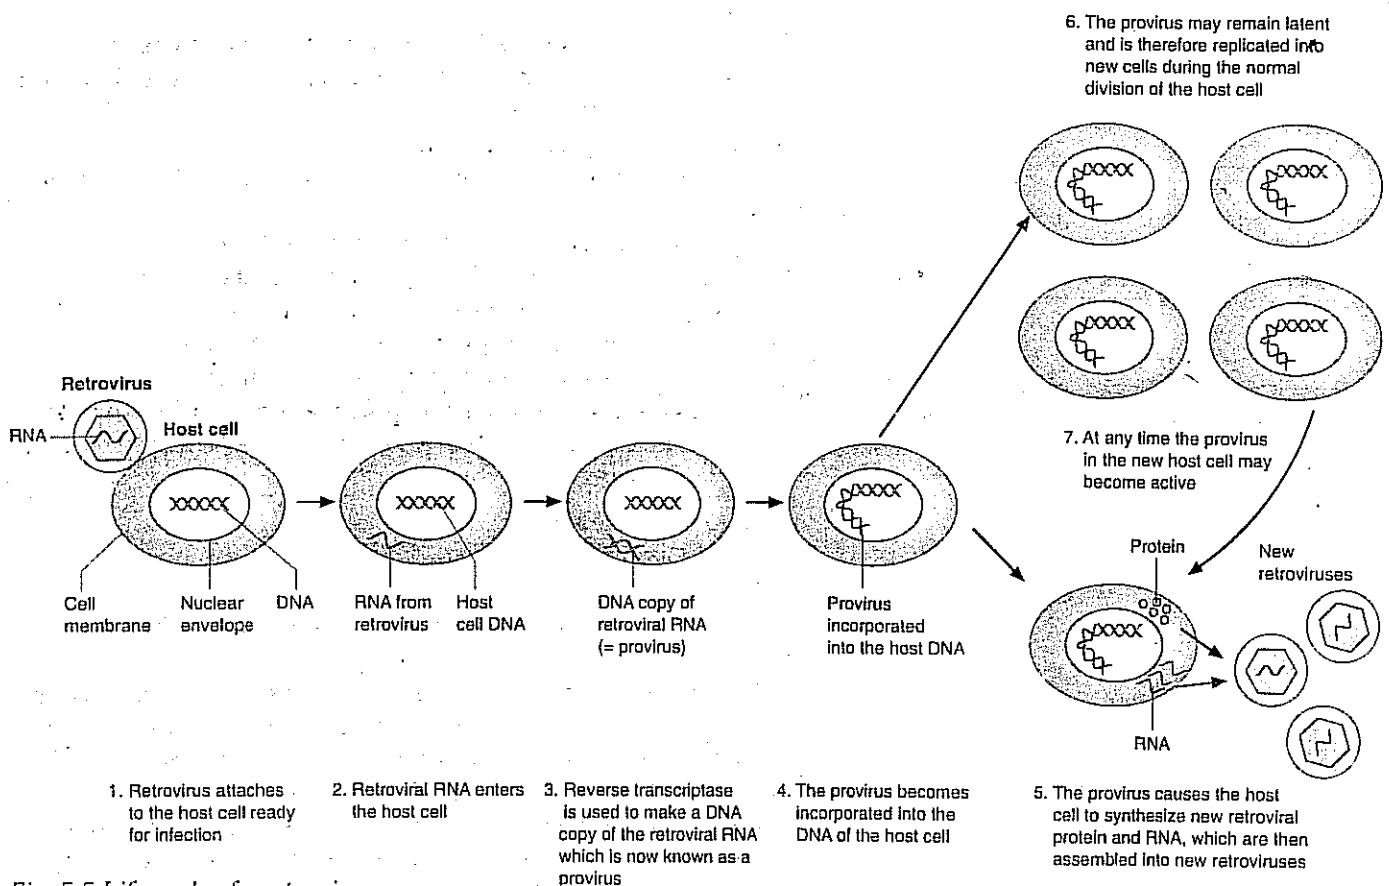 6. The provirus may remain latent
and is therefore replicated into
new cells during the normal
division of the host cell
Retrovirus
RNA
Host cell
7. At any time the provirus
in the new host cell may
become active
Cell
membrane
Nuclear
envelope
DNA
RNA from
retrovirus
Host
cell DNA
DNA copy of
retroviral RNA
(= provirus)
Provirus
incorporated
into the host DNA
Protein
New
retroviruses
RNA
1. Retrovirus attaches
to the host cell ready
for infection
2. Retroviral RNA enters
the host cell
3. Reverse transcriptase
is used to make a DNA
copy of the retroviral RNA
which is now known as a
provirus
4. The provirus becomes
incorporated into the
DNA of the host cell
5. The provirus causes the host
cell to synthesize new retroviral
protein and RNA, which are then
assembled into new retroviruses